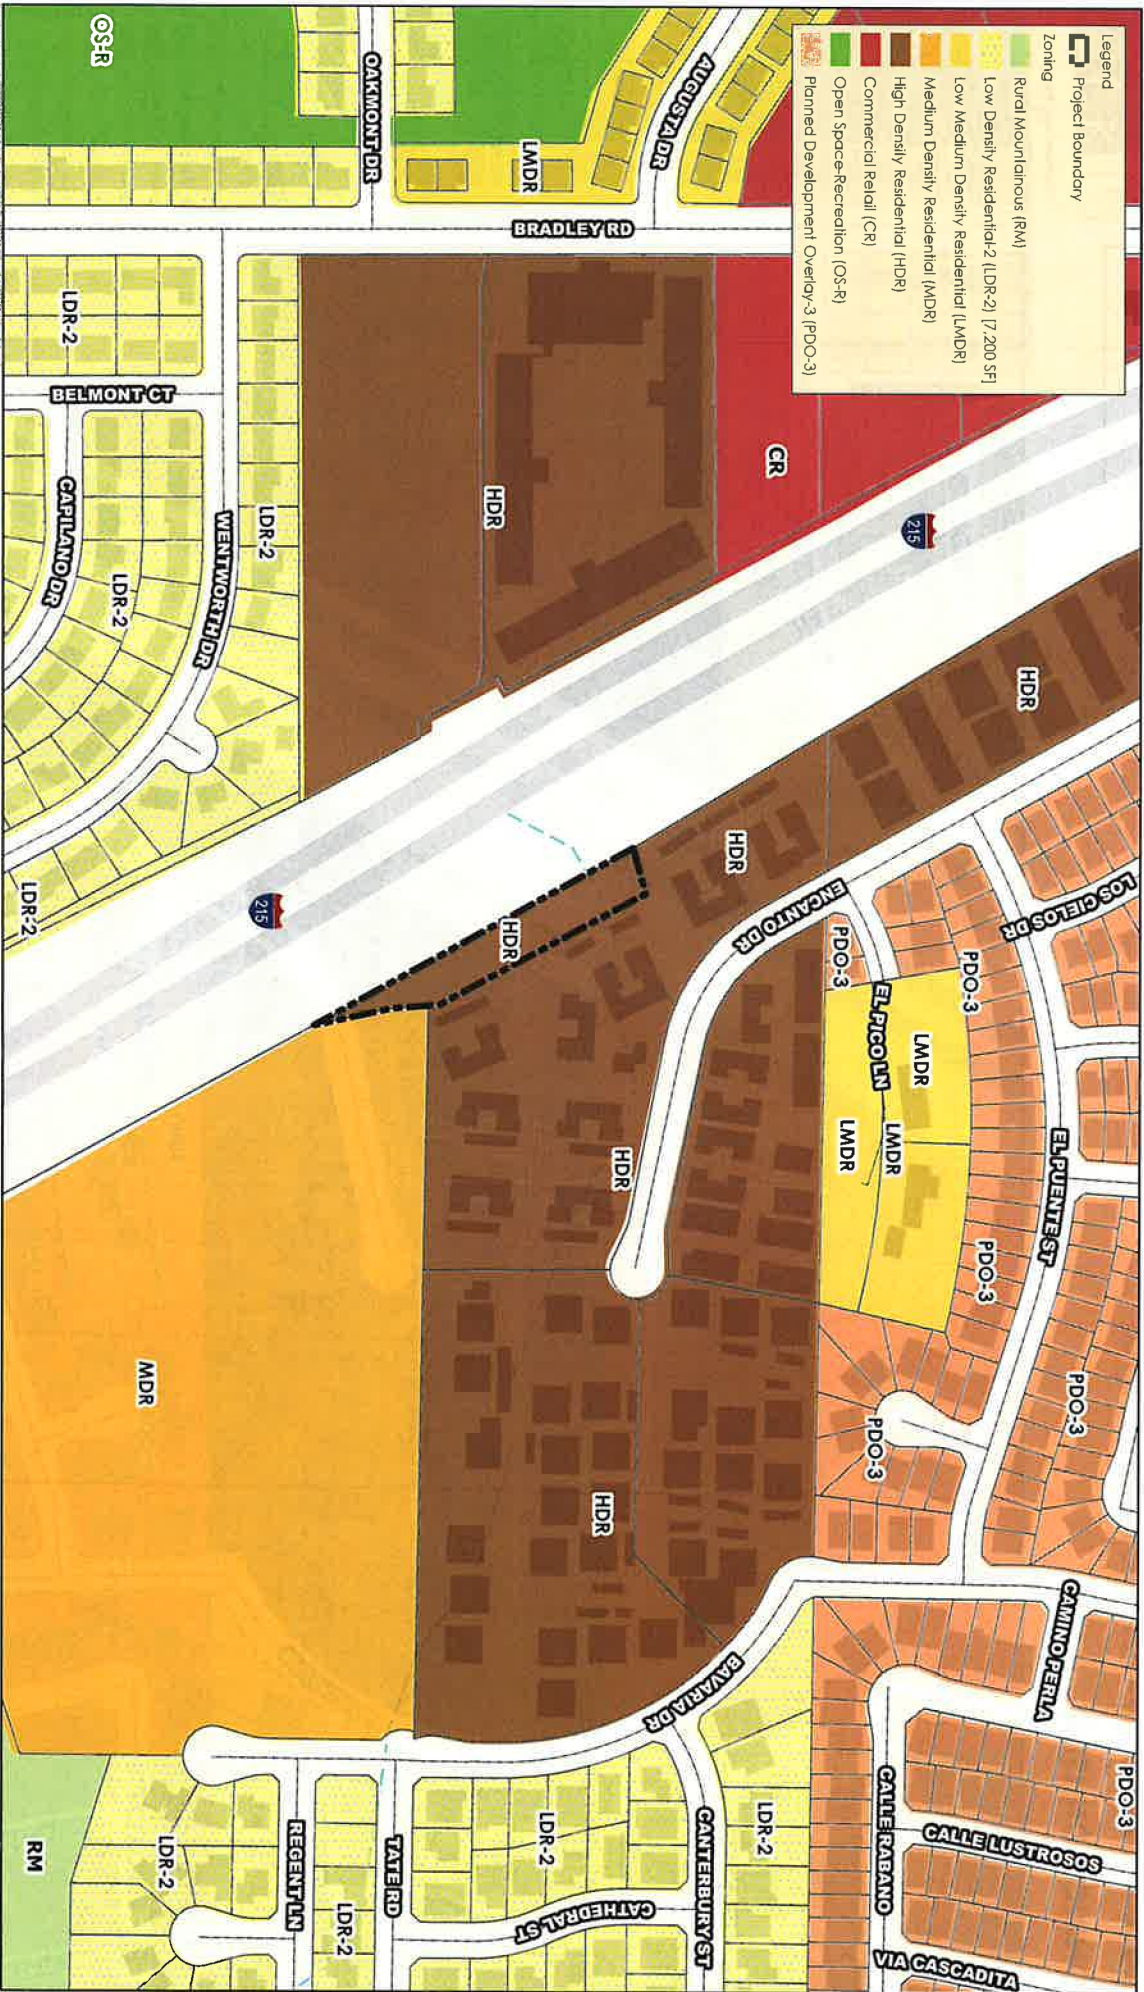 Legend
Project Boundary
Zoning
Rural Mountainous (RM)
Low Density Residential-2 (LDR-2) [7,200 SF]
Low Medium Density Residential (LMDR)
Medium Density Residential (MDR)
High Density Residential (HDR)
Commercial Retail (CR)
Open Space-Recreation (OS-R)
Planned Development Overlay-3 (PDO-3)
OS-R
OAKMONT DR
AUGUSTA DR
LMDR
BRADLEY RD
LDR-2
BELMONT CT
CAPILANO DR
LDR-2
WENTWORTH DR
LDR-2
LDR-2
HDR
CR
215
215
HDR
HDR
HDR
ENCANTO DR
LOS CIELOS DR
PDO-3
PDO-3
EL PICO LN
LMDR
LMDR
LMDR
EL PUENTE ST
PDO-3
PDO-3
PDO-3
HDR
HDR
MDR
CAMINO PERLA
BAVARIA DR
PDO-3
CALLE RABANO
CALLE LUSTROSOS
VIA CASCADITA
LDR-2
CANTERBURY ST
CATHEDRAL ST
LDR-2
TATE RD
LDR-2
REGENT LN
LDR-2
RM